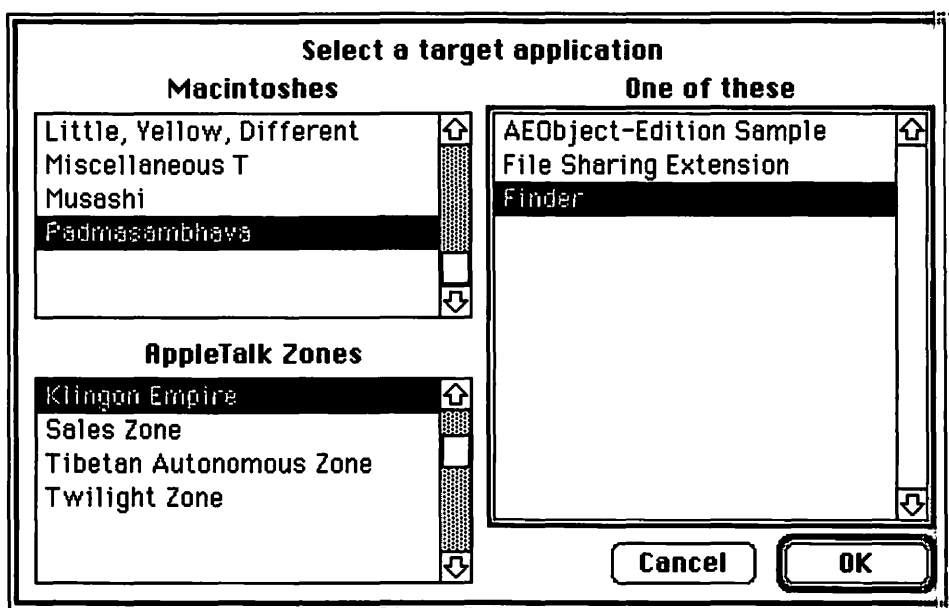 Select a target application
Macintoshes
Little, Yellow, Different
Miscellaneous T
Musashi
Padmasambhava
AppleTalk Zones
Klingon Empire
Sales Zone
Tibetan Autonomous Zone
Twilight Zone
One of these
AEObject-Edition Sample
File Sharing Extension
Finder
Cancel
OK